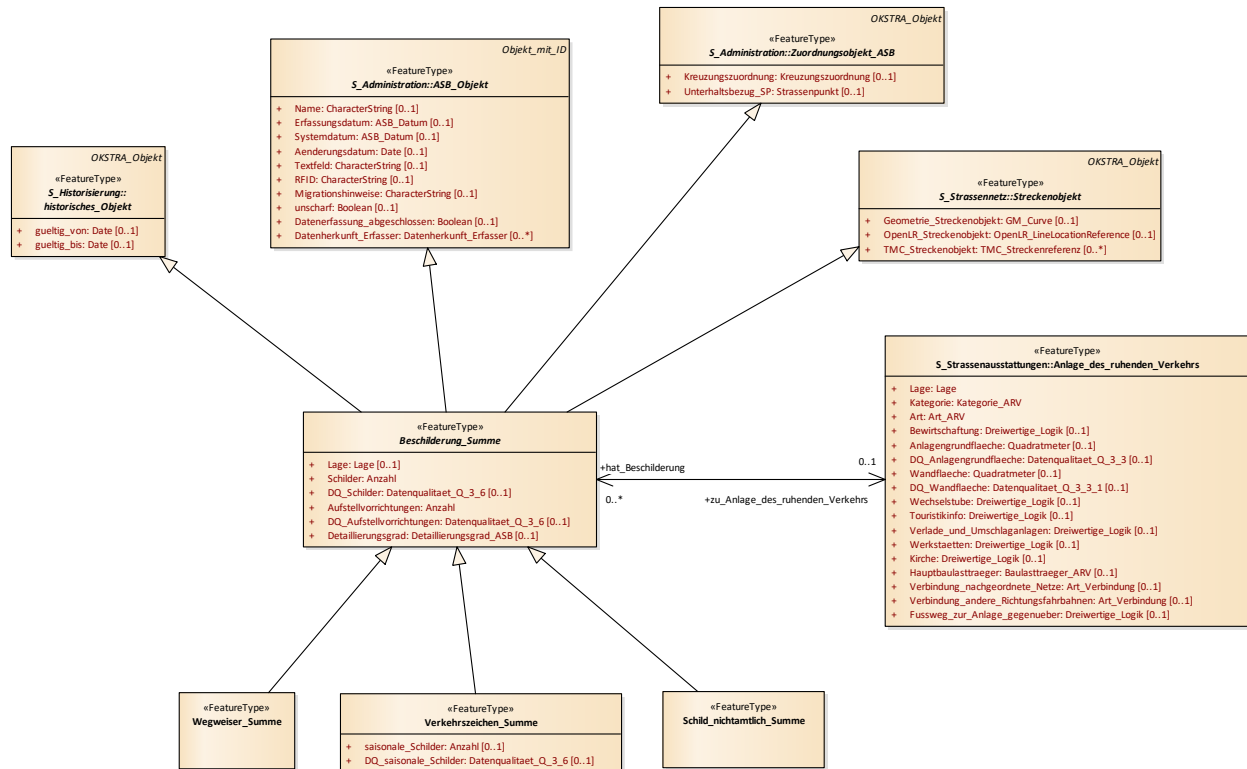 OKSTRA_Objekt
«FeatureType»
S_Administration::Zuordnungsobjekt_ASB
+ Kreuzungszuordnung: Kreuzungszuordnung [0..1]
+ Unterhaltsbezug_SP: Strassenpunkt [0..1]
Objekt_mit_ID
«FeatureType»
S_Administration::ASB_Objekt
+ Name: CharacterString [0..1]
+ Erfassungsdatum: ASB_Datum [0..1]
+ Systemdatum: ASB_Datum [0..1]
+ Aenderungsdatum: Date [0..1]
+ Textfeld: CharacterString [0..1]
+ RFID: CharacterString [0..1]
+ Migrationshinweise: CharacterString [0..1]
+ unscharf: Boolean [0..1]
+ Datenerfassung_abgeschlossen: Boolean [0..1]
+ Datenherkunft_Erfasser: Datenherkunft_Erfasser [0..*]
OKSTRA_Objekt
«FeatureType»
S_Historisierung::
historisches_Objekt
+ gueltig_von: Date [0..1]
+ gueltig_bis: Date [0..1]
OKSTRA_Objekt
«FeatureType»
S_Strassennetz::Streckenobjekt
+ Geometrie_Streckenobjekt: GM_Curve [0..1]
+ OpenLR_Streckenobjekt: OpenLR_LineLocationReference [0..1]
+ TMC_Streckenobjekt: TMC_Streckenreferenz [0..*]
«FeatureType»
S_Strassenausstattungen::Anlage_des_ruhenden_Verkehrs
+ Lage: Lage
+ Kategorie: Kategorie_ARV
+ Art: Art_ARV
+ Bewirtschaftung: Dreiwertige_Logik [0..1]
+ Anlagengrundflaeche: Quadratmeter [0..1]
+ DQ_Anlagengrundflaeche: Datenqualitaet_Q_3_3 [0..1]
+ Wandflaeche: Quadratmeter [0..1]
+ DQ_Wandflaeche: Datenqualitaet_Q_3_3_1 [0..1]
+ Wechselstube: Dreiwertige_Logik [0..1]
+ Touristikinfo: Dreiwertige_Logik [0..1]
+ Verlade_und_Umschlaganlagen: Dreiwertige_Logik [0..1]
+ Werkstaetten: Dreiwertige_Logik [0..1]
+ Kirche: Dreiwertige_Logik [0..1]
+ Hauptbaulasttraeger: Baulasttraeger_ARV [0..1]
+ Verbindung_nachgeordnete_Netze: Art_Verbindung [0..1]
+ Verbindung_andere_Richtungsfahrbahnen: Art_Verbindung [0..1]
+ Fussweg_zur_Anlage_gegenueber: Dreiwertige_Logik [0..1]
«FeatureType»
Beschilderung_Summe
+ Lage: Lage [0..1]
+ Schilder: Anzahl
+ DQ_Schilder: Datenqualitaet_Q_3_6 [0..1]
+ Aufstellvorrichtungen: Anzahl
+ DQ_Aufstellvorrichtungen: Datenqualitaet_Q_3_6 [0..1]
+ Detaillierungsgrad: Detaillierungsgrad_ASB [0..1]
+hat_Beschilderung
0..1
0..*
+zu_Anlage_des_ruhenden_Verkehrs
«FeatureType»
Wegweiser_Summe
«FeatureType»
Verkehrszeichen_Summe
+ saisonale_Schilder: Anzahl [0..1]
+ DQ_saisonale_Schilder: Datenqualitaet_Q_3_6 [0..1]
«FeatureType»
Schild_nichtamtlich_Summe